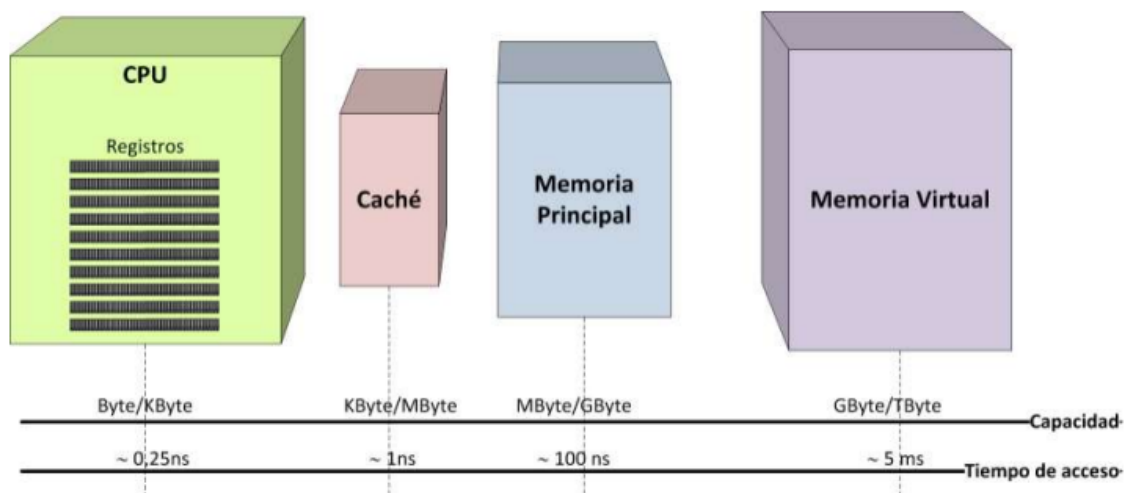 CPU
Registros
Caché
Memoria
Principal
Memoria Virtual
Byte/KByte
KByte/MByte
MByte/GByte
GByte/TByte
Capacidad
~ 0,25ns
~ 1ns
~ 100 ns
~ 5 ms
Tiempo de acceso